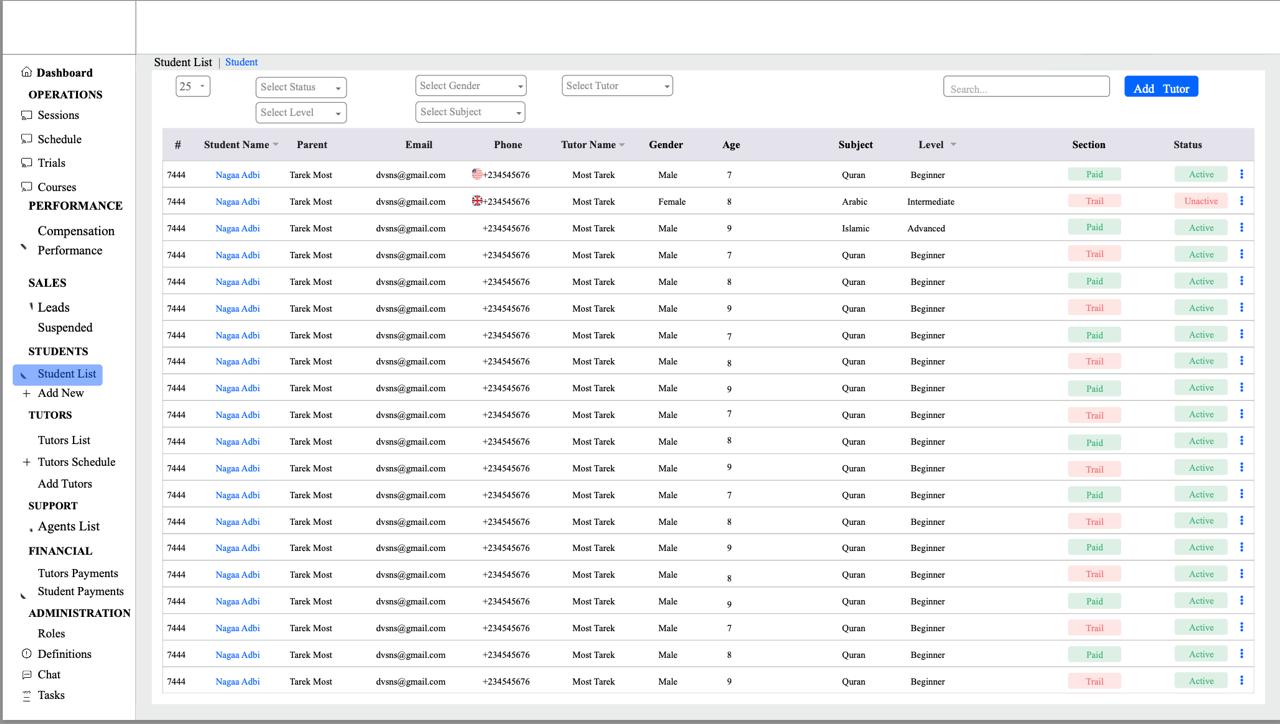 Dashboard
OPERATIONS
Sessions
Schedule
Trials
Courses
PERFORMANCE
Compensation
Performance
SALES
Leads
Suspended
STUDENTS
Student List
+ Add New
TUTORS
Tutors List
+ Tutors Schedule
Add Tutors
SUPPORT
Agents List
FINANCIAL
Tutors Payments
Student Payments
ADMINISTRATION
Roles
Definitions
Chat
Tasks
Student List | Student
25 Select Status Select Gender Select Tutor Search... Add Tutor
Select Level Select Subject
# Student Name Parent Email Phone Tutor Name Gender Age Subject Level Section Status
7444 Nagaa Adbi Tarek Most dvsns@gmail.com +234545676 Most Tarek Male 7 Quran Beginner Paid Active
7444 Nagaa Adbi Tarek Most dvsns@gmail.com +234545676 Most Tarek Female 8 Arabic Intermediate Trail Unactive
7444 Nagaa Adbi Tarek Most dvsns@gmail.com +234545676 Most Tarek Male 9 Islamic Advanced Paid Active
7444 Nagaa Adbi Tarek Most dvsns@gmail.com +234545676 Most Tarek Male 7 Quran Beginner Trail Active
7444 Nagaa Adbi Tarek Most dvsns@gmail.com +234545676 Most Tarek Male 8 Quran Beginner Paid Active
7444 Nagaa Adbi Tarek Most dvsns@gmail.com +234545676 Most Tarek Male 9 Quran Beginner Trail Active
7444 Nagaa Adbi Tarek Most dvsns@gmail.com +234545676 Most Tarek Male 7 Quran Beginner Paid Active
7444 Nagaa Adbi Tarek Most dvsns@gmail.com +234545676 Most Tarek Male 8 Quran Beginner Trail Active
7444 Nagaa Adbi Tarek Most dvsns@gmail.com +234545676 Most Tarek Male 9 Quran Beginner Paid Active
7444 Nagaa Adbi Tarek Most dvsns@gmail.com +234545676 Most Tarek Male 7 Quran Beginner Trail Active
7444 Nagaa Adbi Tarek Most dvsns@gmail.com +234545676 Most Tarek Male 8 Quran Beginner Paid Active
7444 Nagaa Adbi Tarek Most dvsns@gmail.com +234545676 Most Tarek Male 9 Quran Beginner Trail Active
7444 Nagaa Adbi Tarek Most dvsns@gmail.com +234545676 Most Tarek Male 7 Quran Beginner Paid Active
7444 Nagaa Adbi Tarek Most dvsns@gmail.com +234545676 Most Tarek Male 8 Quran Beginner Trail Active
7444 Nagaa Adbi Tarek Most dvsns@gmail.com +234545676 Most Tarek Male 9 Quran Beginner Paid Active
7444 Nagaa Adbi Tarek Most dvsns@gmail.com +234545676 Most Tarek Male 8 Quran Beginner Trail Active
7444 Nagaa Adbi Tarek Most dvsns@gmail.com +234545676 Most Tarek Male 9 Quran Beginner Paid Active
7444 Nagaa Adbi Tarek Most dvsns@gmail.com +234545676 Most Tarek Male 7 Quran Beginner Trail Active
7444 Nagaa Adbi Tarek Most dvsns@gmail.com +234545676 Most Tarek Male 8 Quran Beginner Paid Active
7444 Nagaa Adbi Tarek Most dvsns@gmail.com +234545676 Most Tarek Male 9 Quran Beginner Trail Active